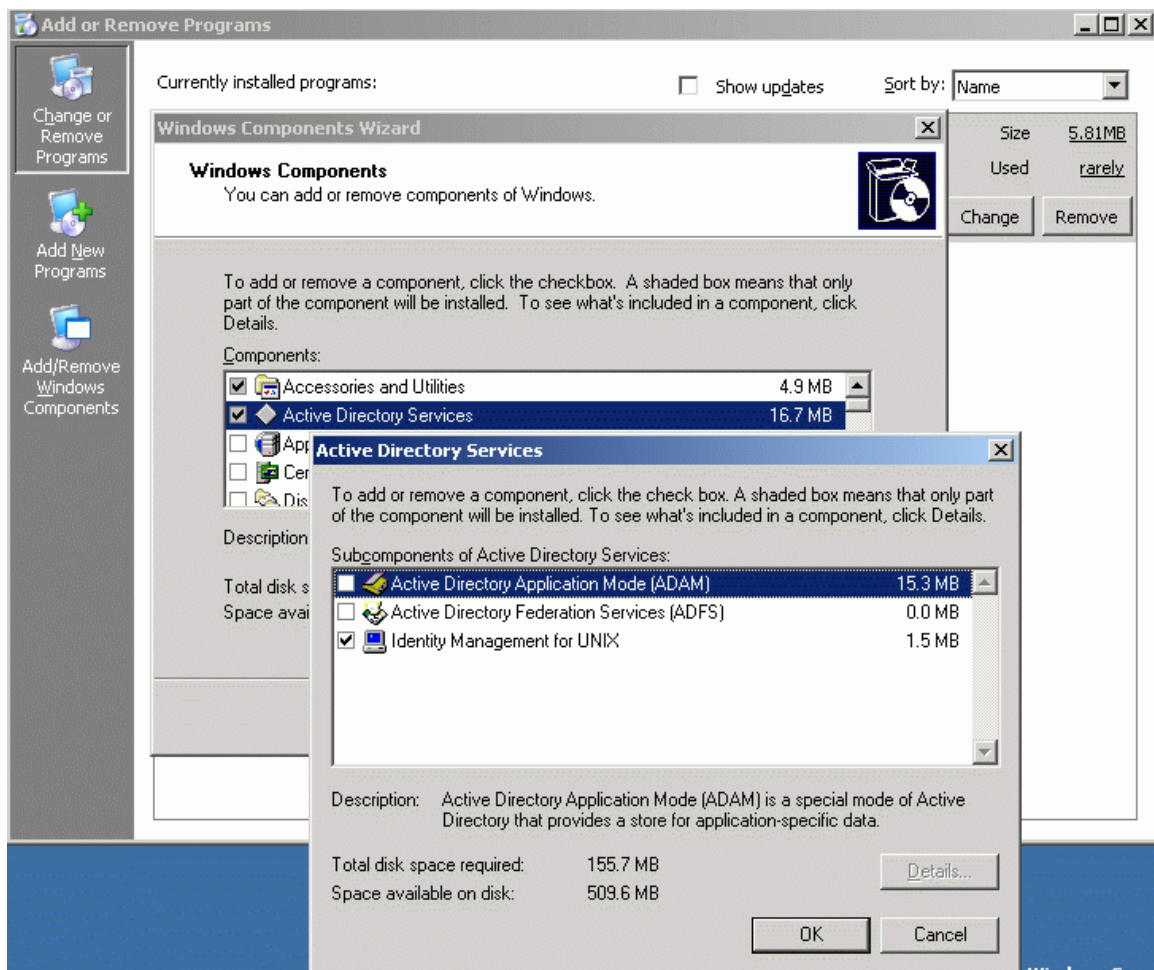 Add or Remove Programs
Change or
Remove
Programs
Add New
Programs
Add/Remove
Windows
Components
Currently installed programs:
Show updates
Sort by:
Name
Size
5.81MB
Used
rarely
Change
Remove
Windows Components Wizard
Windows Components
You can add or remove components of Windows.
To add or remove a component, click the checkbox. A shaded box means that only
part of the component will be installed. To see what's included in a component, click
Details.
Components:
Accessories and Utilities 4.9 MB
Active Directory Services 16.7 MB
Description
Total disk
Active Directory Services
To add or remove a component, click the check box. A shaded box means that only part
of the component will be installed. To see what's included in a component, click Details.
Subcomponents of Active Directory Services:
Active Directory Application Mode (ADAM) 15.3 MB
Active Directory Federation Services (ADFS) 0.0 MB
Identity Management for UNIX 1.5 MB
Description: Active Directory Application Mode (ADAM) is a special mode of Active
Directory that provides a store for application-specific data.
Total disk space required: 155.7 MB
Space available on disk: 509.6 MB
Details...
OK
Cancel